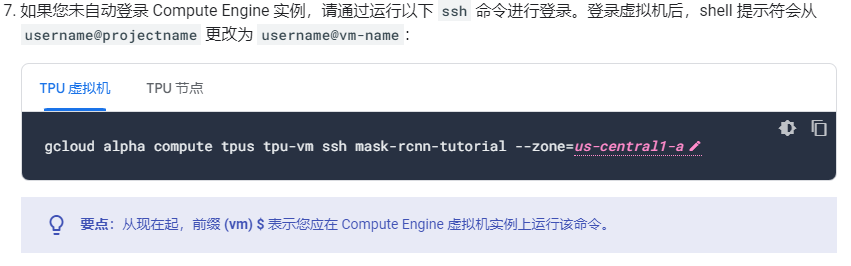 7. 如果您未自动登录 Compute Engine 实例，请通过运行以下 ssh 命令进行登录。登录虚拟机后，shell 提示符会从
username@projectname 更改为 username@vm-name：
TPU 虚拟机 TPU 节点
gcloud alpha compute tpus tpu-vm ssh mask-rcnn-tutorial --zone=us-central1-a
要点：从现在起，前缀 (vm) $ 表示您应在 Compute Engine 虚拟机实例上运行该命令。